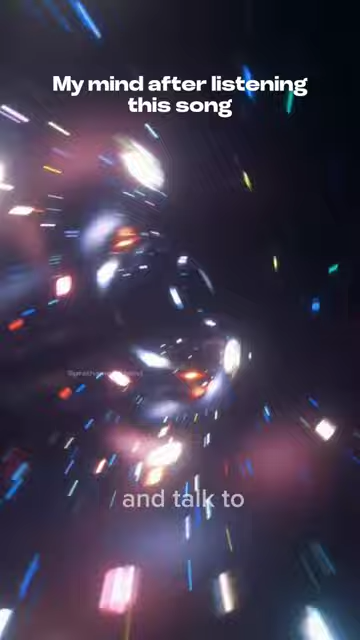 My mind after listening
this song
/ and talk to